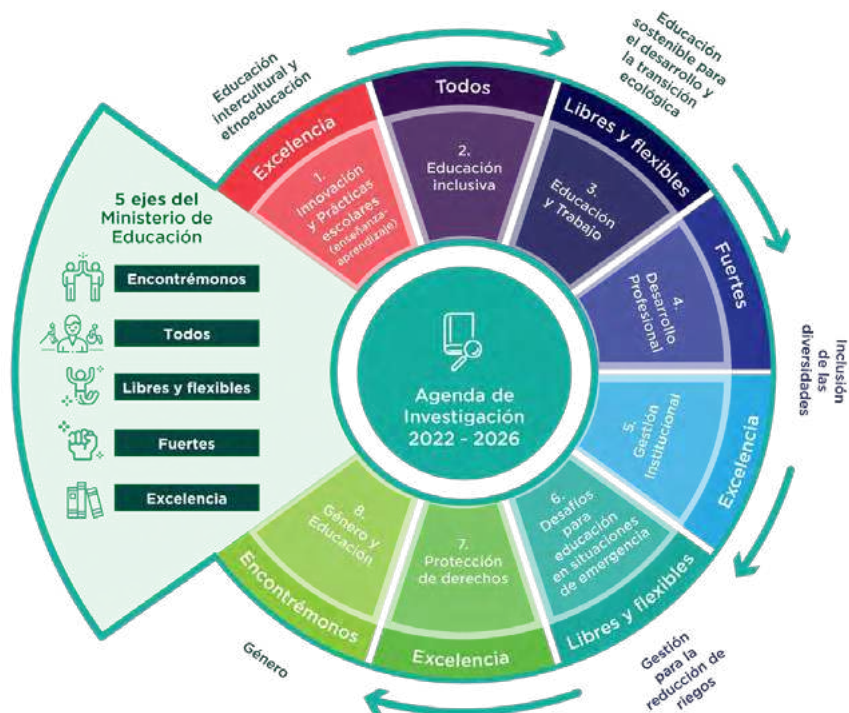 Educación
intercultural y
etnoeducación
Educación
sostenible para
el desarrollo y
la transición
ecológica
Inclusión
de las
diversidades
Gestión
para la
reducción de
riegos
Género
5 ejes del
Ministerio de
Educación
Encontrémonos
Todos
Libres y flexibles
Fuertes
Excelencia
Excelencia
1.
Innovación
y Prácticas
escolares
(enseñanza-
aprendizaje)
Todos
2.
Educación
inclusiva
Libres y flexibles
3.
Educación
y Trabajo
Fuertes
4.
Desarrollo
Profesional
Excelencia
5.
Gestión
Institucional
Libres y flexibles
6.
Desafíos
para
educación
en situaciones
de emergencia
Excelencia
7.
Protección
de derechos
Encontrémonos
8.
Género y
Educación
Agenda de
Investigación
2022 - 2026